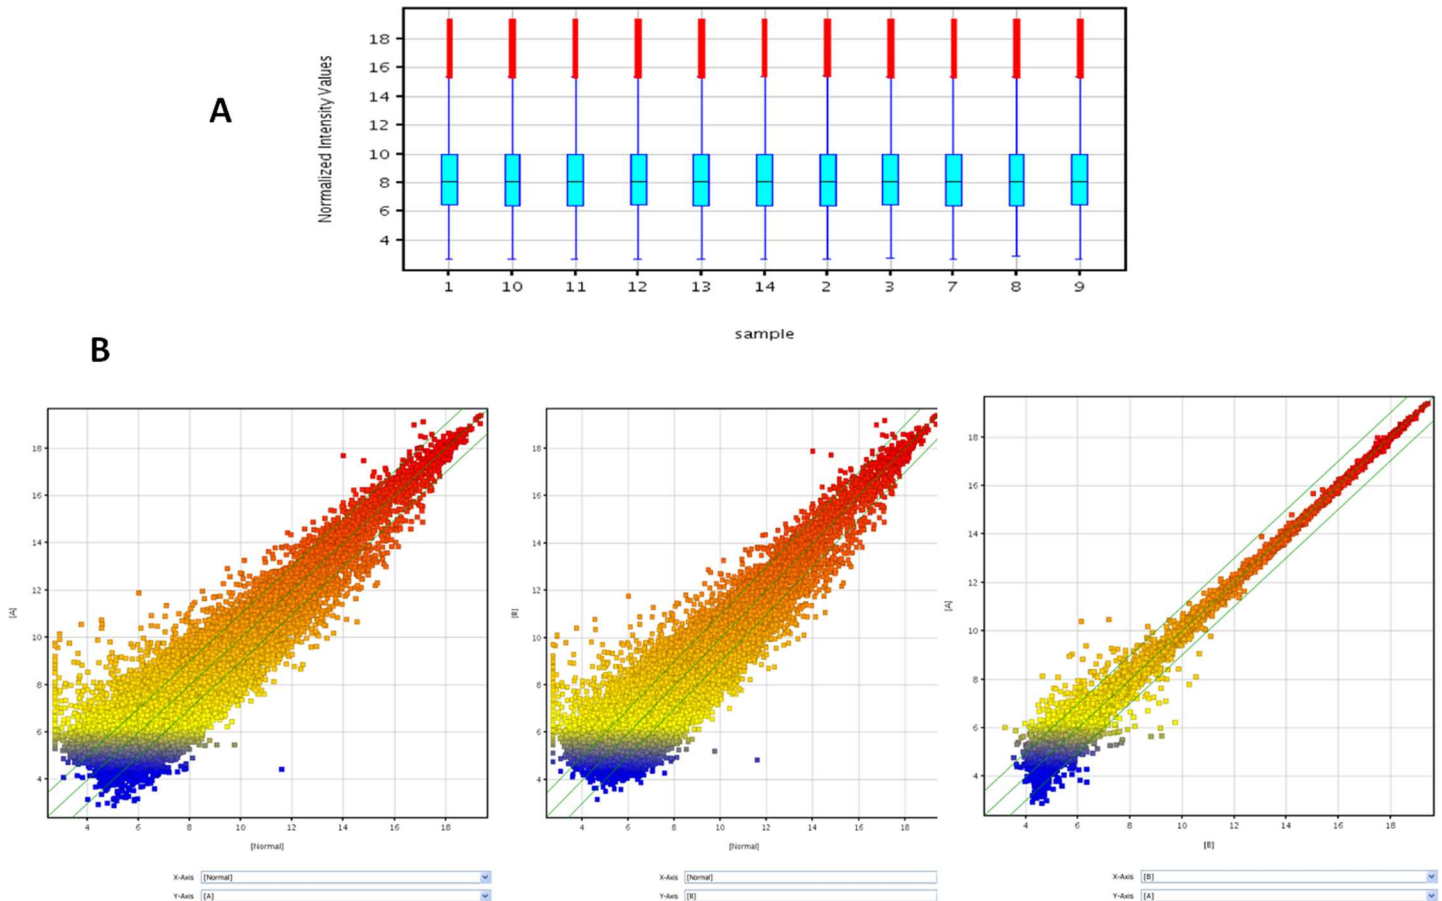 A
Normalized Intensity Values
18
16
14
12
10
8
6
4
1 10 11 12 13 14 2 3 7 8 9
sample
B
18
16
14
12
10
8
6
4
[A]
4 6 8 10 12 14 16 18
[Normal]
X-Axis [Normal]
Y-Axis [A]
18
16
14
12
10
8
6
4
[B]
4 6 8 10 12 14 16 18
[Normal]
X-Axis [Normal]
Y-Axis [B]
18
16
14
12
10
8
6
4
[A]
4 6 8 10 12 14 16 18
[B]
X-Axis [B]
Y-Axis [A]